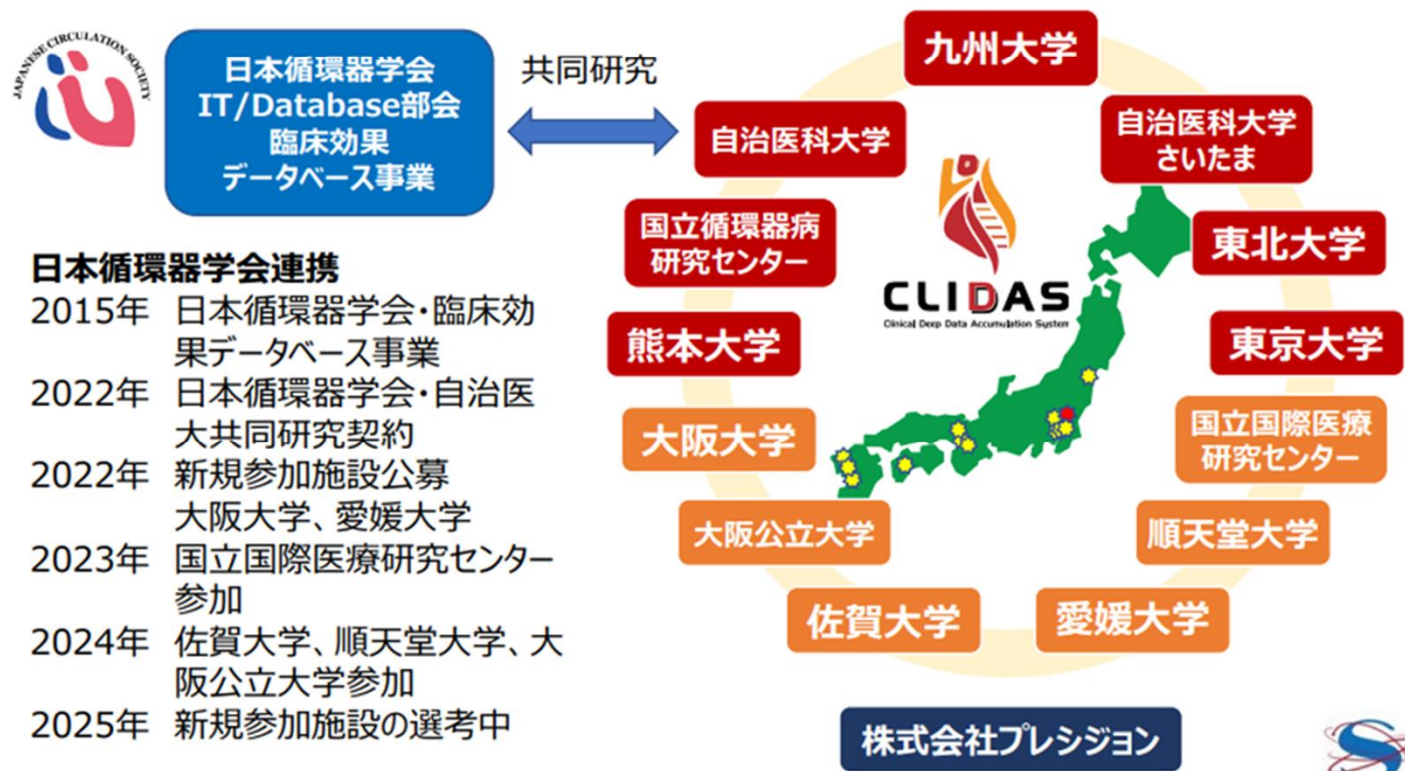 JAPANESE CIRCULATION SOCIETY
日本循環器学会
IT/Database部会
臨床効果
データベース事業
共同研究
九州大学
自治医科大学
自治医科大学
さいたま
国立循環器病
研究センター
東北大学
CLIDAS
Clinical Deep Data Accumulation System
熊本大学
東京大学
大阪大学
国立国際医療
研究センター
大阪公立大学
順天堂大学
佐賀大学
愛媛大学
株式会社プレシジョン
日本循環器学会連携
2015年 日本循環器学会・臨床効
果データベース事業
2022年 日本循環器学会・自治医
大共同研究契約
2022年 新規参加施設公募
大阪大学、愛媛大学
2023年 国立国際医療研究センター
参加
2024年 佐賀大学、順天堂大学、大
阪公立大学参加
2025年 新規参加施設の選考中